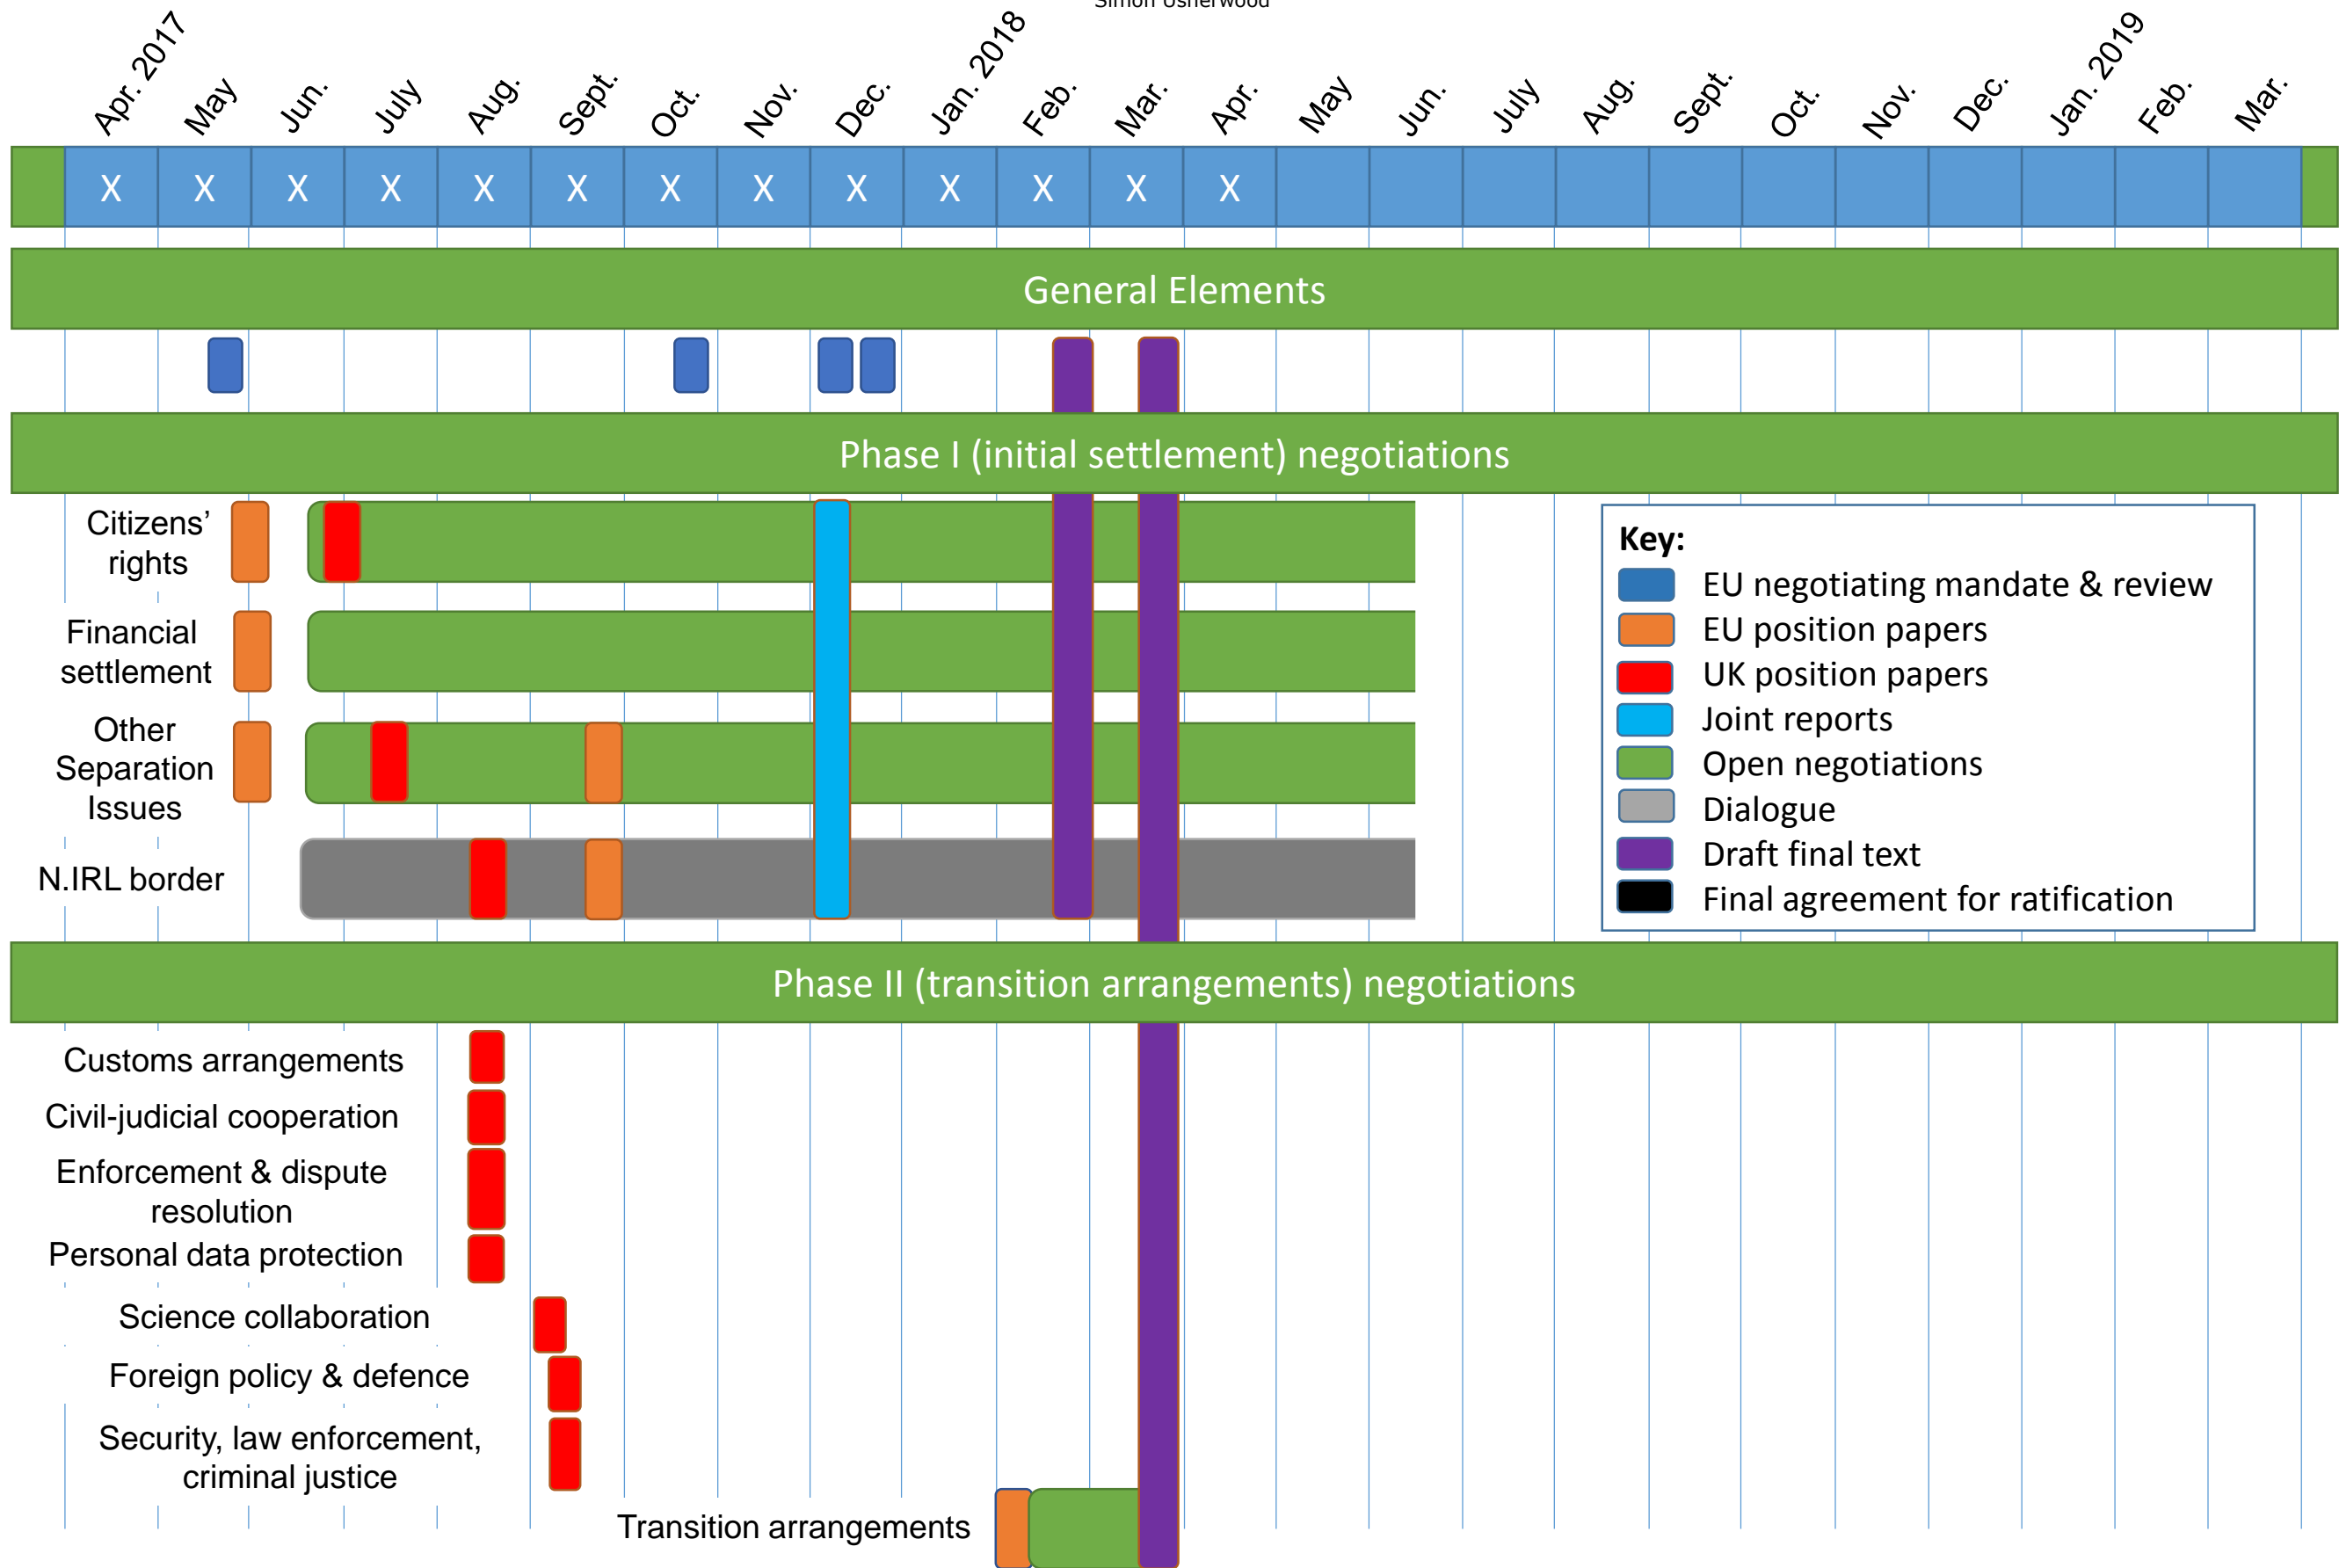 Simon Usherwood
Apr. 2017
May
Jun.
July
Aug.
Sept.
Oct.
Nov.
Dec.
Jan. 2018
Feb.
Mar.
Apr.
May
Jun.
July
Aug.
Sept.
Oct.
Nov.
Dec.
Jan. 2019
Feb.
Mar.
X X X X X X X X X X X X X
General Elements
Phase I (initial settlement) negotiations
Citizens’
rights
Financial
settlement
Other
Separation
Issues
N.IRL border
Key:
EU negotiating mandate & review
EU position papers
UK position papers
Joint reports
Open negotiations
Dialogue
Draft final text
Final agreement for ratification
Phase II (transition arrangements) negotiations
Customs arrangements
Civil-judicial cooperation
Enforcement & dispute
resolution
Personal data protection
Science collaboration
Foreign policy & defence
Security, law enforcement,
criminal justice
Transition arrangements